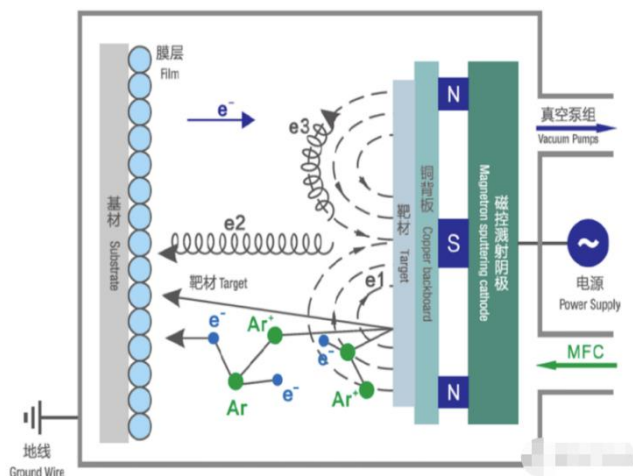 膜层
Film
e⁻
e3
N
真空泵组
Vacuum Pumps
基材 Substrate
e2
靶材 Target
铜背板 Copper backboard
S
磁控溅射阴极
Magnetron sputtering cathode
~
电源
Power Supply
靶材 Target
e1
e⁻
Ar⁺
e⁻
Ar
e⁻
Ar⁺
N
MFC
地线
Ground Wire